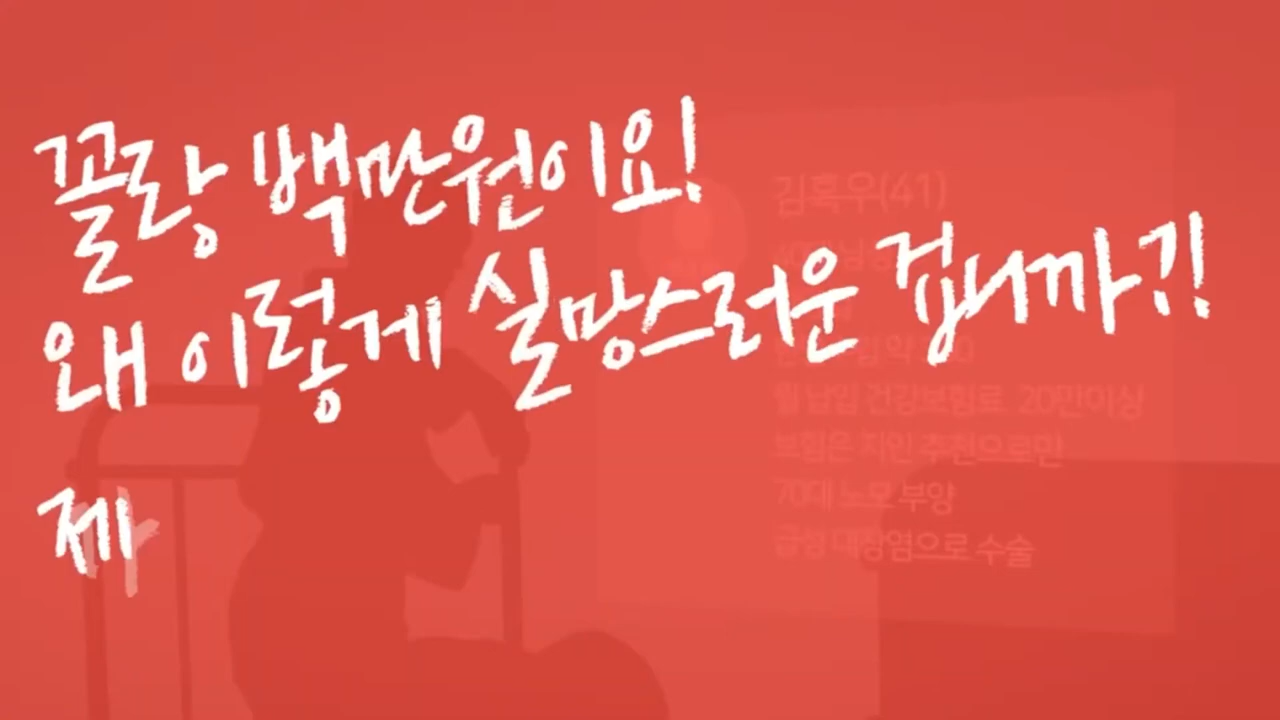 꼴랑 백만원이요!
왜 이렇게 실망스러운 겁니까?!
제
김흑우(41)
월 납입 건강보험료 20만이상
보험은 지인 추천으로만
70대 노모 부양
급성 대장염으로 수술